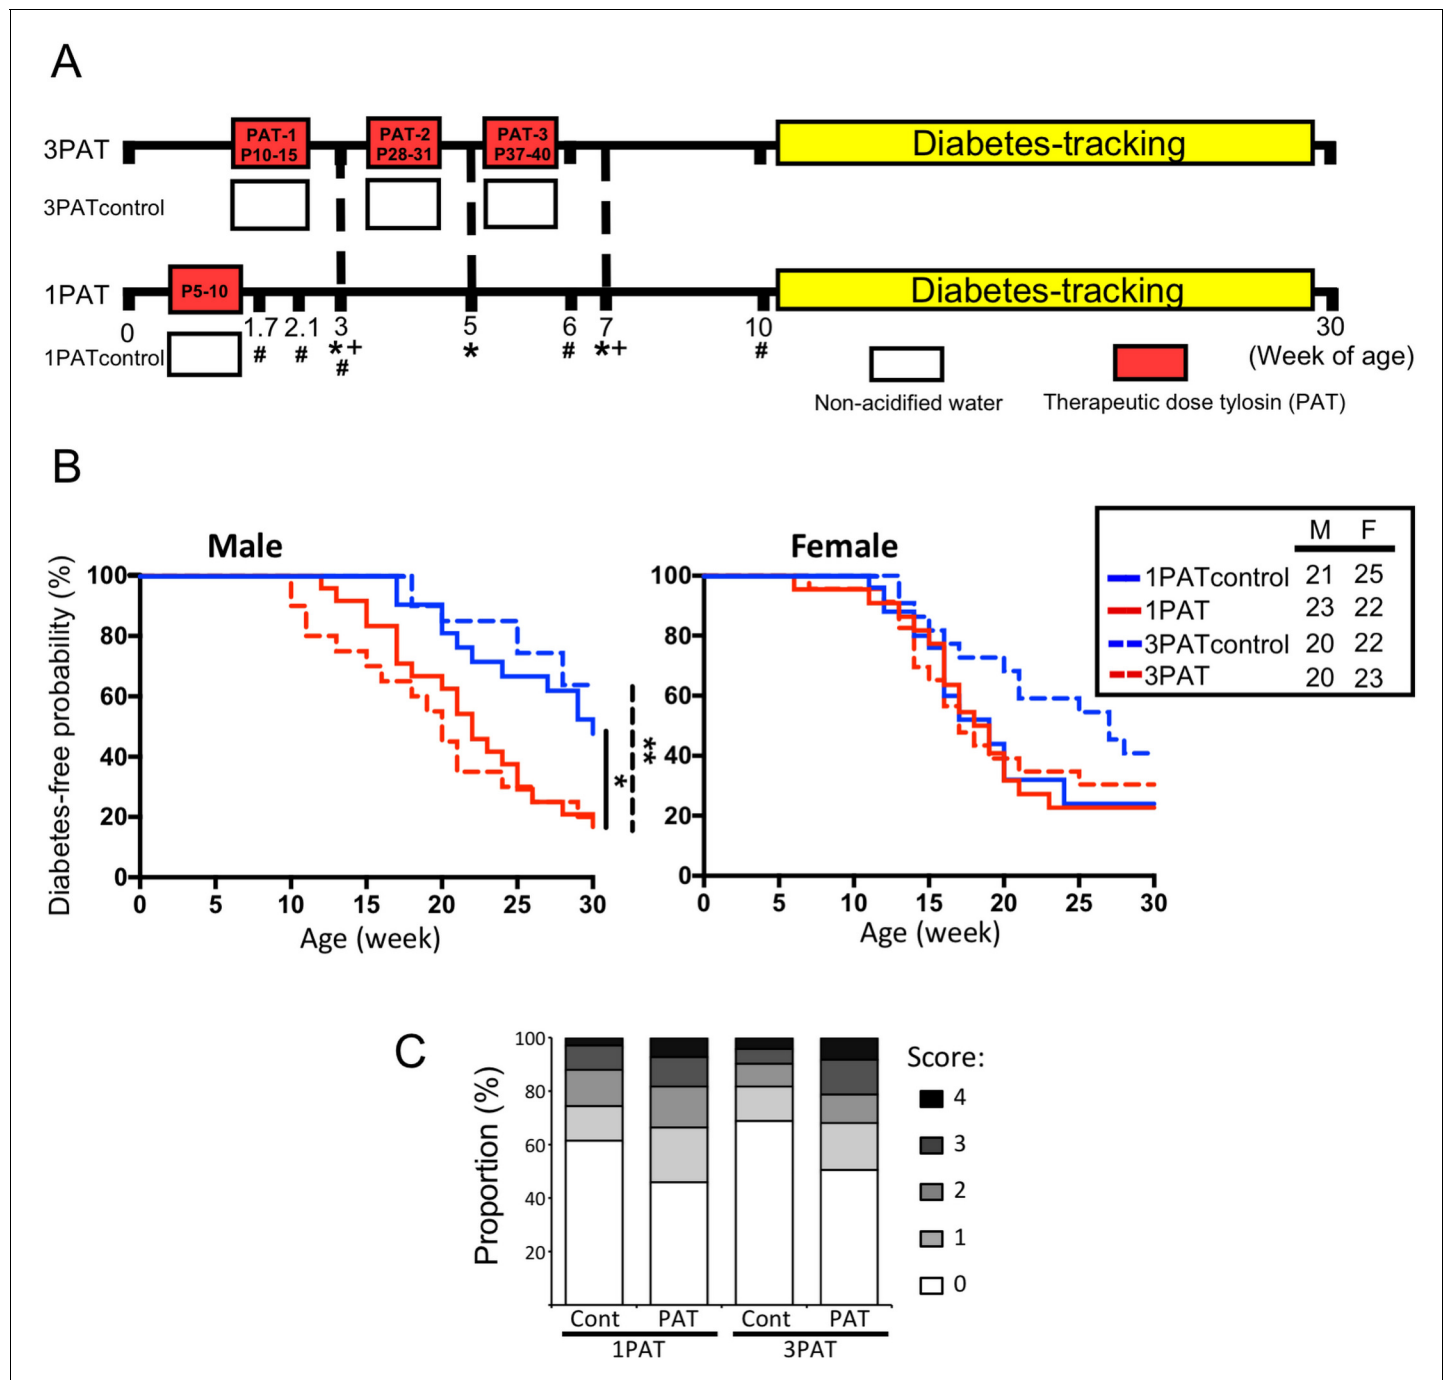 A
3PAT
PAT-1
P10-15
PAT-2
P28-31
PAT-3
P37-40
Diabetes-tracking
3PATcontrol
1PAT
P5-10
Diabetes-tracking
0 1.7 2.1 3 5 6 7 10 30
# # *+ * # *+ #
#
1PATcontrol
(Week of age)
Non-acidified water
Therapeutic dose tylosin (PAT)
B
Male
Diabetes-free probability (%)
100
80
60
40
20
0
0 5 10 15 20 25 30
Age (week)
*
**
Female
100
80
60
40
20
0
0 5 10 15 20 25 30
Age (week)
M F
1PATcontrol 21 25
1PAT 23 22
3PATcontrol 20 22
3PAT 20 23
C
Proportion (%)
100
80
60
40
20
Cont PAT Cont PAT
1PAT 3PAT
Score:
4
3
2
1
0